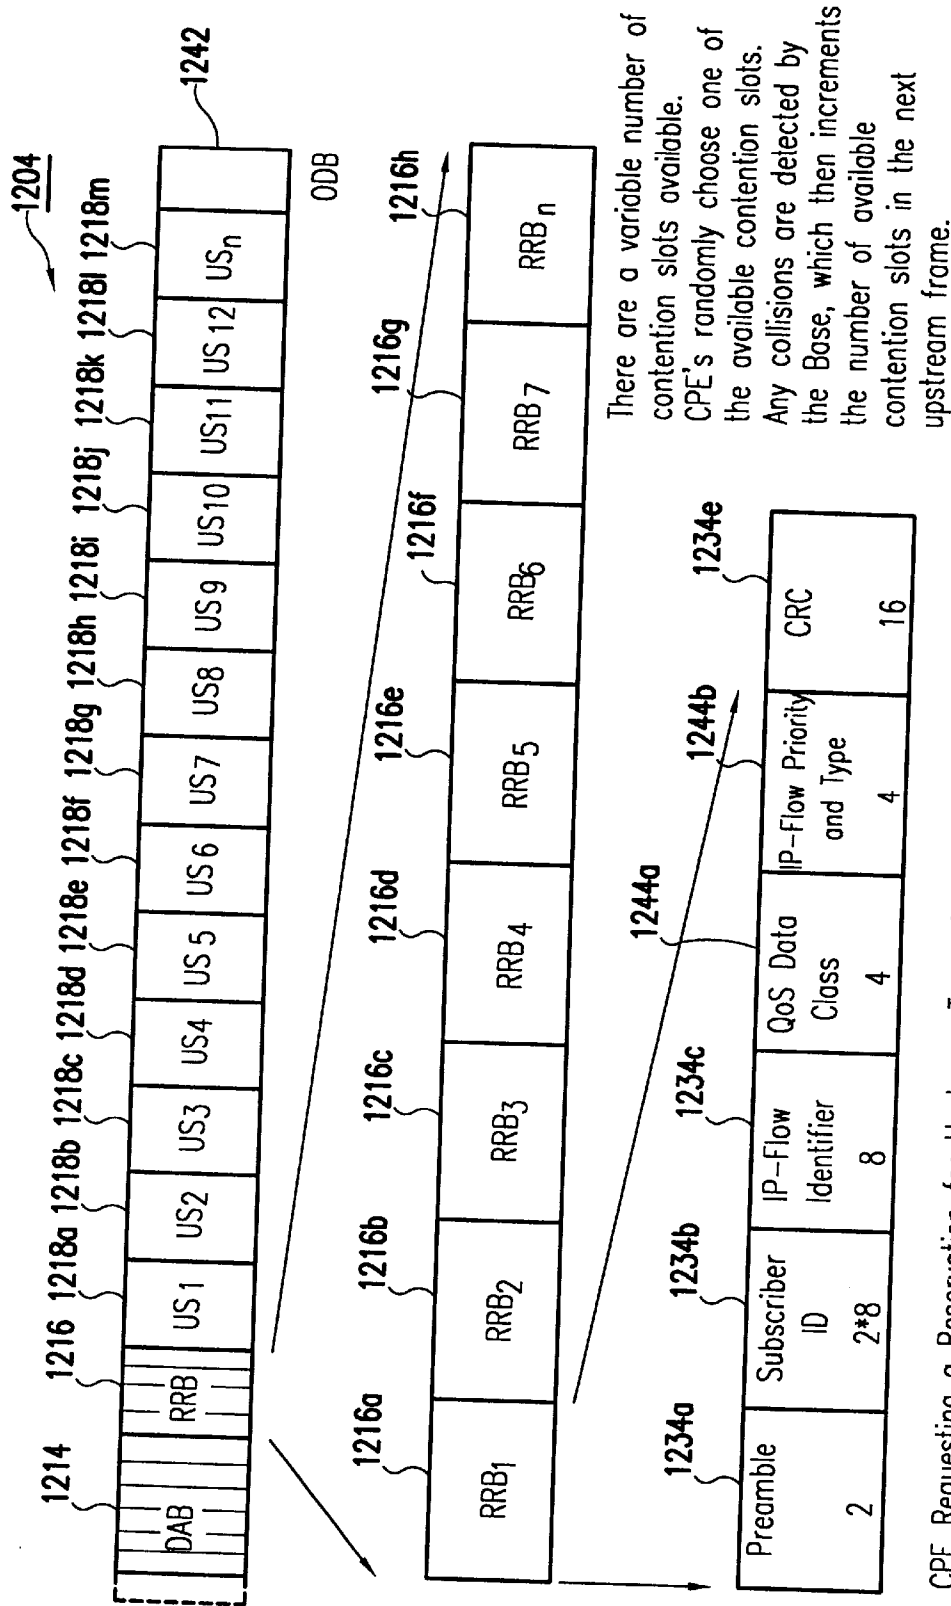 1204
1214 1216 1218a 1218b 1218c 1218d 1218e 1218f 1218g 1218h 1218i 1218j 1218k 1218l 1218m
DAB RRB US1 US2 US3 US4 US5 US6 US7 US8 US9 US10 US11 US12 USn
1242
ODB
1216a 1216b 1216c 1216d 1216e 1216f 1216g 1216h
RRB1 RRB2 RRB3 RRB4 RRB5 RRB6 RRB7 RRBn
There are a variable number of
contention slots available.
CPE's randomly choose one of
the available contention slots.
Any collisions are detected by
the Base, which then increments
the number of available
contention slots in the next
upstream frame.
1234a 1234b 1234c 1244a 1244b 1234e
Preamble
2
Subscriber
ID
2*8
IP-Flow
Identifier
8
QoS Data
Class
4
IP-Flow Priority
and Type
4
CRC
16
CPE Requesting a Reservation for